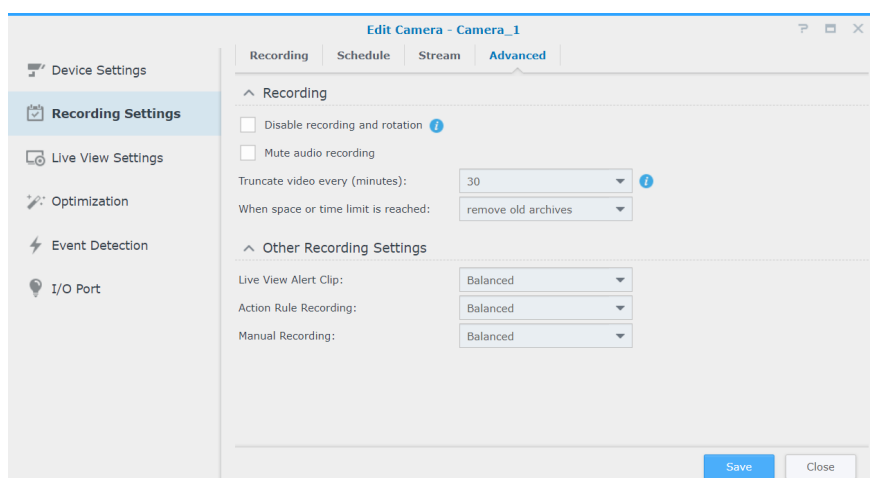 Edit Camera - Camera_1
Device Settings
Recording Settings
Live View Settings
Optimization
Event Detection
I/O Port
Recording Schedule Stream Advanced
Recording
Disable recording and rotation
Mute audio recording
Truncate video every (minutes): 30
When space or time limit is reached: remove old archives
Other Recording Settings
Live View Alert Clip: Balanced
Action Rule Recording: Balanced
Manual Recording: Balanced
Save Close